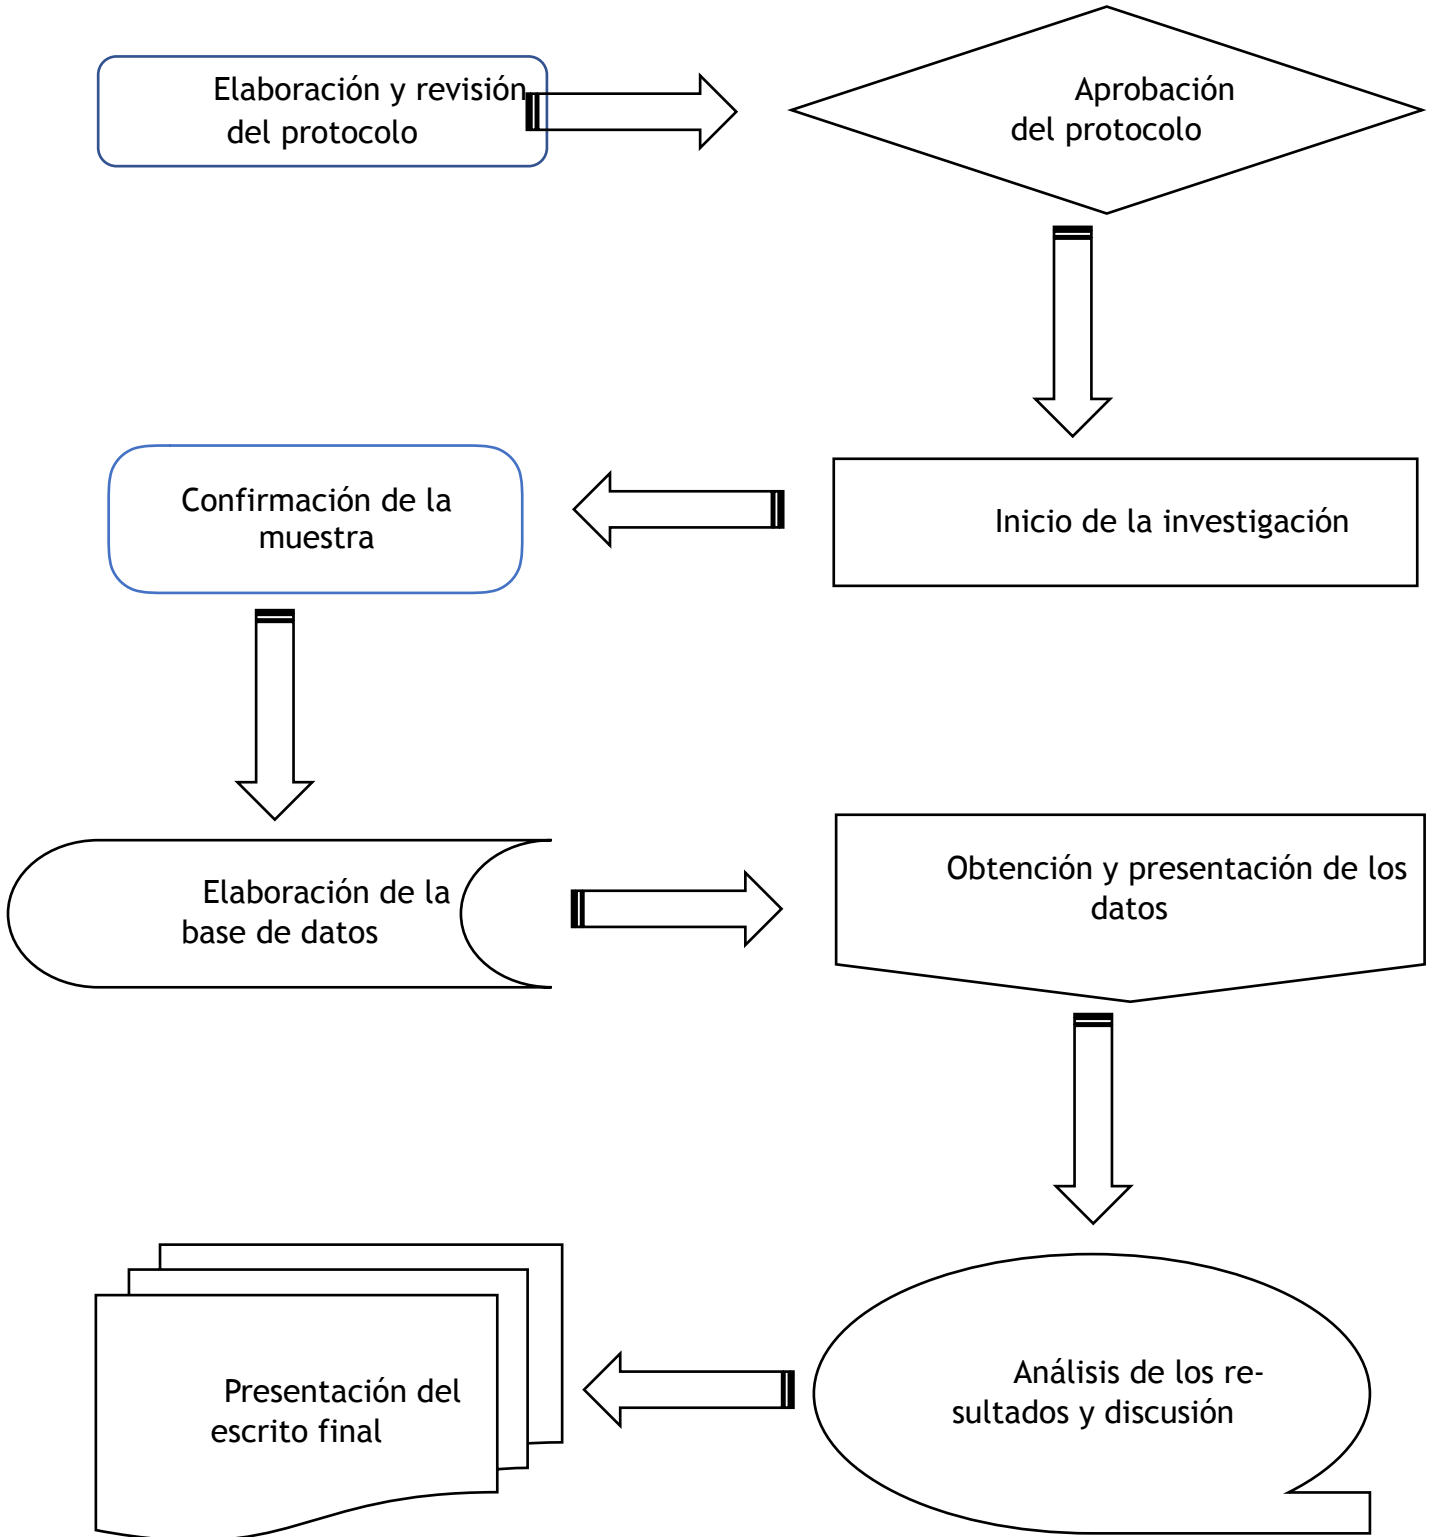 Elaboración y revisión
del protocolo
Aprobación
del protocolo
Confirmación de la
muestra
Inicio de la investigación
Elaboración de la
base de datos
Obtención y presentación de los
datos
Presentación del
escrito final
Análisis de los re-
sultados y discusión